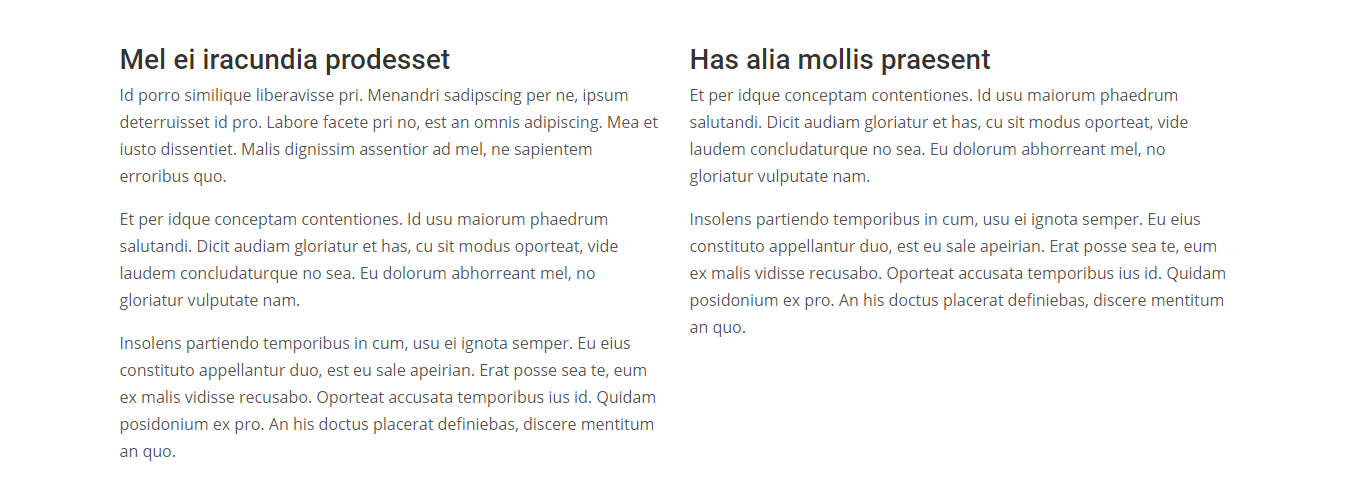 Mel ei iracundia prodesset
Id porro similique liberavisse pri. Menandri sadipscing per ne, ipsum
deterruisset id pro. Labore facete pri no, est an omnis adipiscing. Mea et
iusto dissentiet. Malis dignissim assentior ad mel, ne sapientem
erroribus quo.
Et per idque conceptam contentiones. Id usu maiorum phaedrum
salutandi. Dicit audiam gloriatur et has, cu sit modus oporteat, vide
laudem concludaturque no sea. Eu dolorum abhorreant mel, no
gloriatur vulputate nam.
Insolens partiendo temporibus in cum, usu ei ignota semper. Eu eius
constituto appellantur duo, est eu sale apeirian. Erat posse sea te, eum
ex malis vidisse recusabo. Oporteat accusata temporibus ius id. Quidam
posidonium ex pro. An his doctus placerat definiebas, discere mentitum
an quo.
Has alia mollis praesent
Et per idque conceptam contentiones. Id usu maiorum phaedrum
salutandi. Dicit audiam gloriatur et has, cu sit modus oporteat, vide
laudem concludaturque no sea. Eu dolorum abhorreant mel, no
gloriatur vulputate nam.
Insolens partiendo temporibus in cum, usu ei ignota semper. Eu eius
constituto appellantur duo, est eu sale apeirian. Erat posse sea te, eum
ex malis vidisse recusabo. Oporteat accusata temporibus ius id. Quidam
posidonium ex pro. An his doctus placerat definiebas, discere mentitum
an quo.